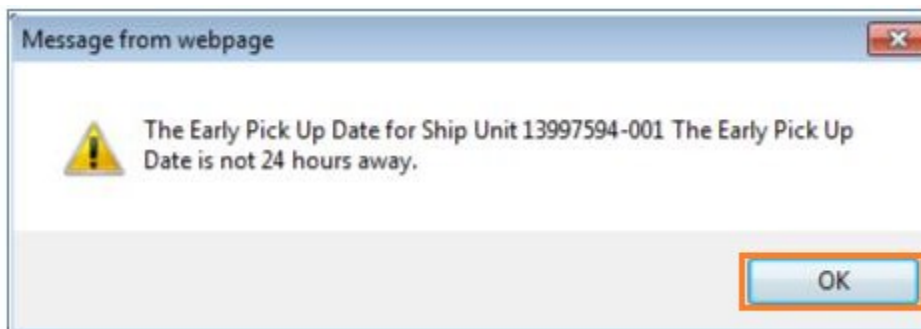 Message from webpage
The Early Pick Up Date for Ship Unit 13997594-001 The Early Pick Up
Date is not 24 hours away.
OK